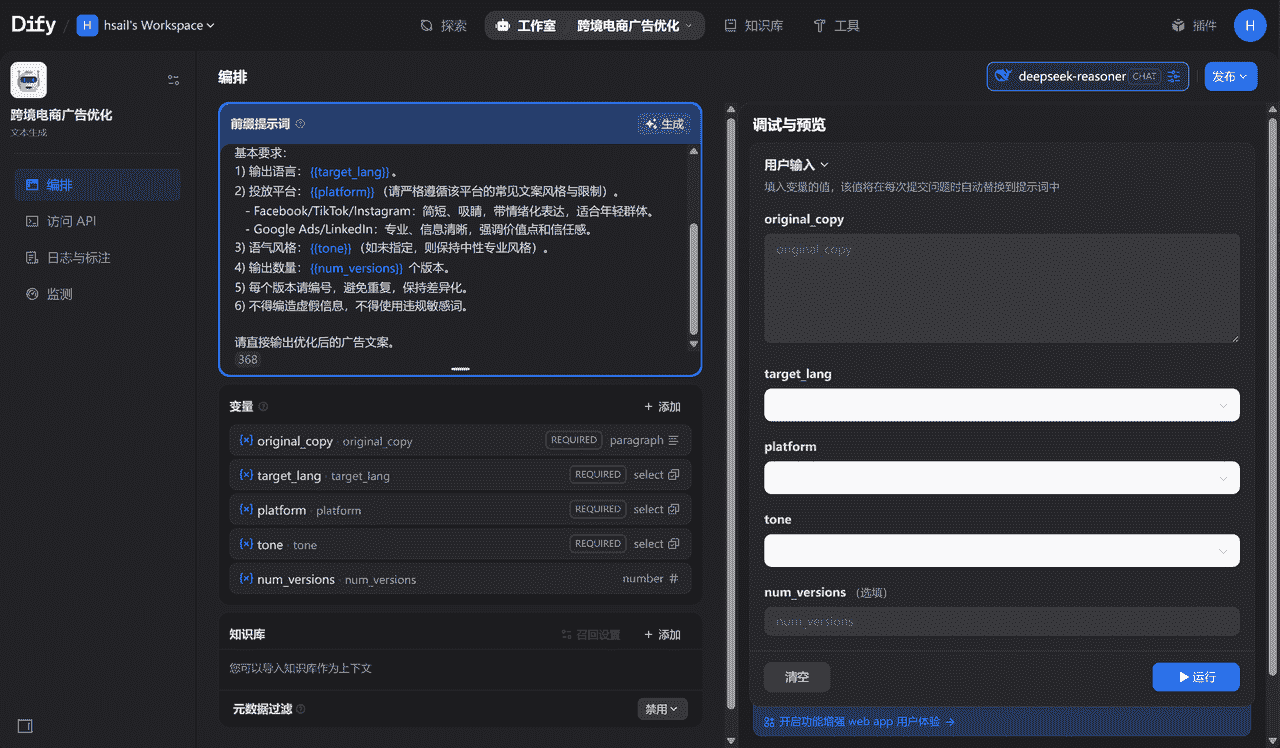 Dify / H hsail's Workspace
探索
工作室 跨境电商广告优化
知识库
工具
插件
H
跨境电商广告优化
文本生成
编排
访问 API
日志与标注
监测
编排
deepseek-reasoner CHAT
发布
前缀提示词
生成
基本要求:
1) 输出语言：{{target_lang}}。
2) 投放平台：{{platform}}（请严格遵循该平台的常见文案风格与限制）。
- Facebook/TikTok/Instagram：简短、吸睛，带情绪化表达，适合年轻群体。
- Google Ads/LinkedIn：专业、信息清晰，强调价值点和信任感。
3) 语气风格：{{tone}}（如未指定，则保持中性专业风格）。
4) 输出数量：{{num_versions}} 个版本。
5) 每个版本请编号，避免重复，保持差异化。
6) 不得编造虚假信息，不得使用违规敏感词。
请直接输出优化后的广告文案。
368
变量
+ 添加
{x} original_copy · original_copy REQUIRED paragraph
{x} target_lang · target_lang REQUIRED select
{x} platform · platform REQUIRED select
{x} tone · tone REQUIRED select
{x} num_versions · num_versions number #
知识库
召回设置
+ 添加
您可以导入知识库作为上下文
元数据过滤
禁用
调试与预览
用户输入
填入变量的值，该值将在每次提交问题时自动替换到提示词中
original_copy
original_copy
target_lang
platform
tone
num_versions （选填）
num_versions
清空
运行
开启功能增强 web app 用户体验 →